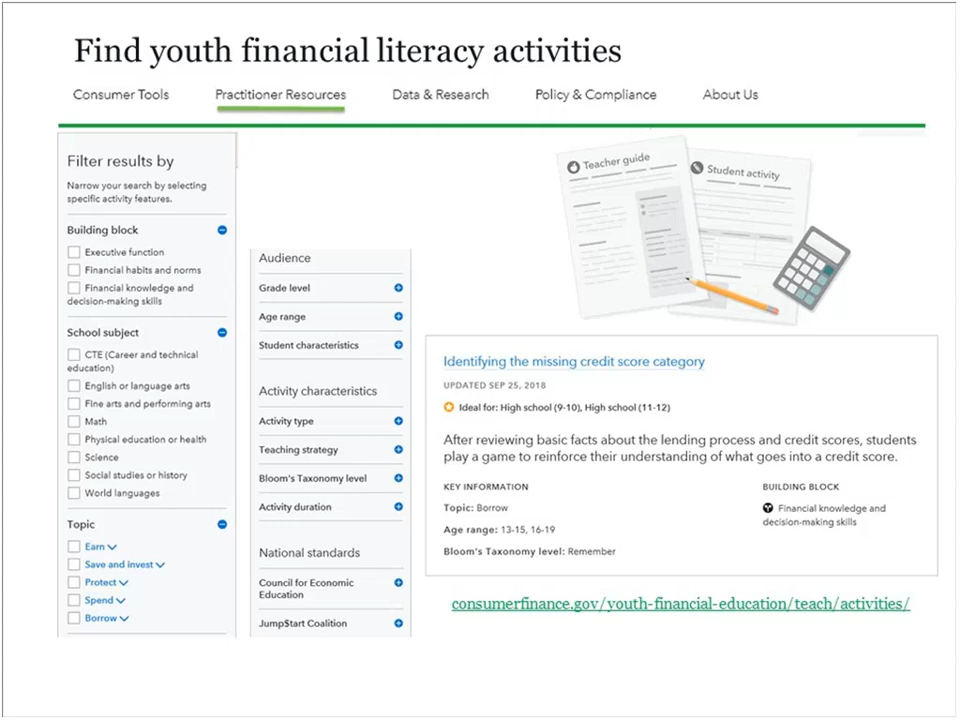 Find youth financial literacy activities
Consumer Tools
Practitioner Resources
Data & Research
Policy & Compliance
About Us
Filter results by
Narrow your search by selecting
specific activity features.
Building block
Executive function
Financial habits and norms
Financial knowledge and
decision-making skills
School subject
CTE (Career and technical
education)
English or language arts
Fine arts and performing arts
Math
Physical education or health
Science
Social studies or history
World languages
Topic
Earn
Save and invest
Protect
Spend
Borrow
Audience
Grade level
Age range
Student characteristics
Activity characteristics
Activity type
Teaching strategy
Bloom's Taxonomy level
Activity duration
National standards
Council for Economic
Education
Jump$tart Coalition
Teacher guide
Student activity
Identifying the missing credit score category
UPDATED SEP 25, 2018
Ideal for: High school (9-10), High school (11-12)
After reviewing basic facts about the lending process and credit scores, students
play a game to reinforce their understanding of what goes into a credit score.
KEY INFORMATION
Topic: Borrow
Age range: 13-15, 16-19
Bloom's Taxonomy level: Remember
BUILDING BLOCK
Financial knowledge and
decision-making skills
consumerfinance.gov/youth-financial-education/teach/activities/